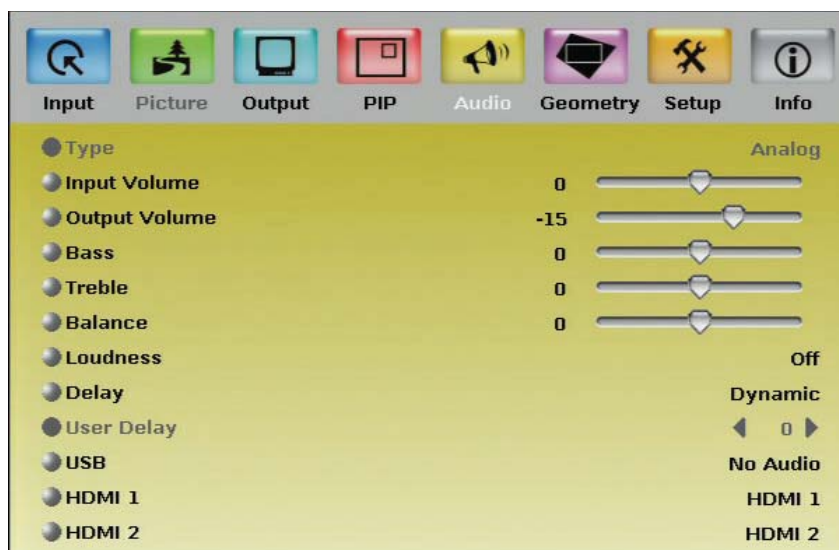 Input Picture Output PIP Audio Geometry Setup Info
Type Analog
Input Volume 0
Output Volume -15
Bass 0
Treble 0
Balance 0
Loudness Off
Delay Dynamic
User Delay 0
USB No Audio
HDMI 1 HDMI 1
HDMI 2 HDMI 2